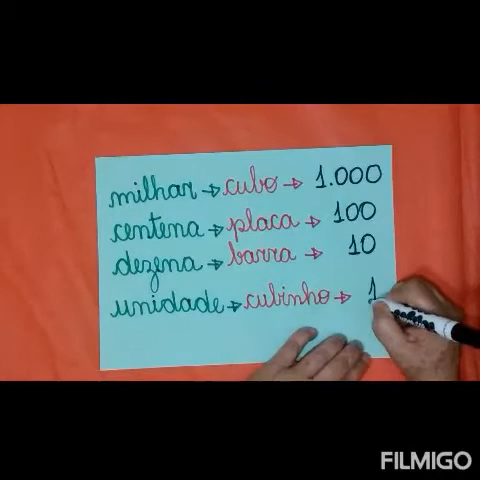 milhar → cubo → 1.000
centena → placa → 100
dezena → barra → 10
unidade → cubinho → 1
FILMIGO